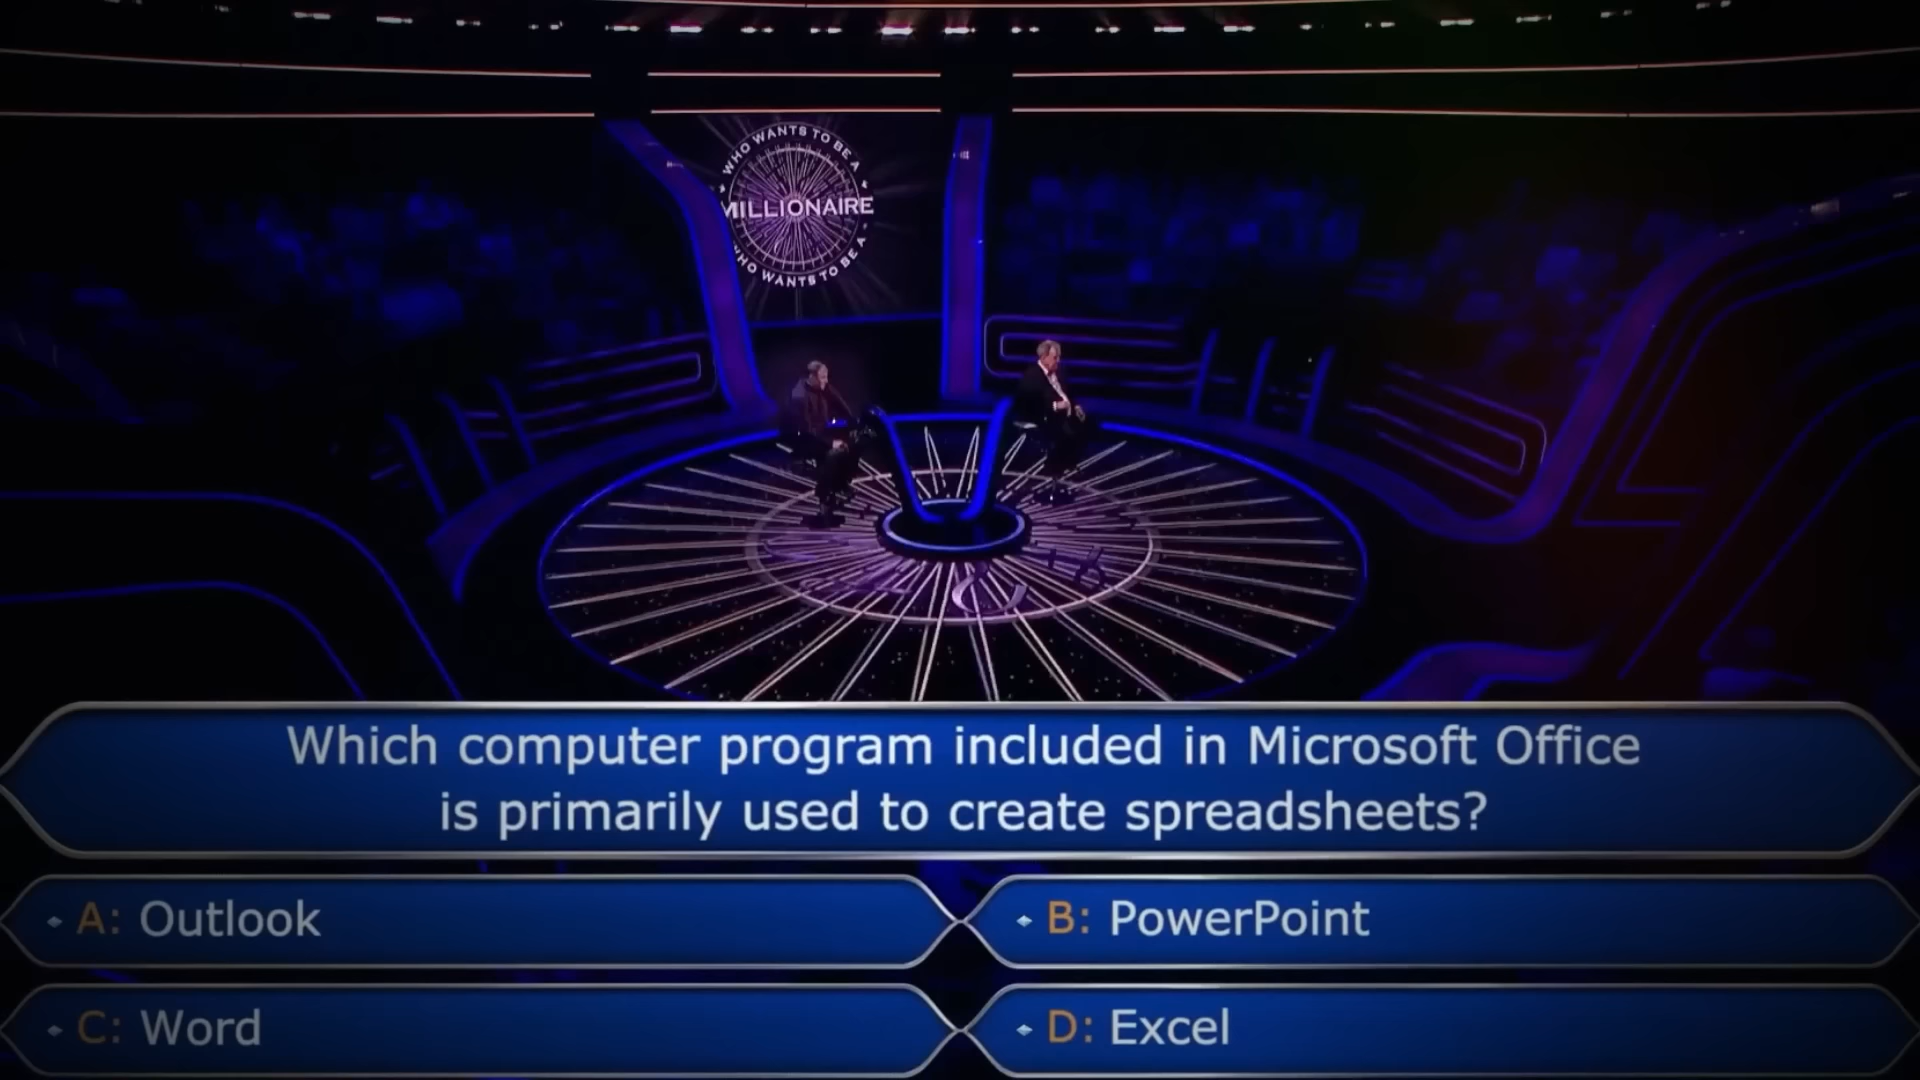 WHO WANTS TO BE A
MILLIONAIRE
WHO WANTS TO BE A
Which computer program included in Microsoft Office
is primarily used to create spreadsheets?
A: Outlook
B: PowerPoint
C: Word
D: Excel